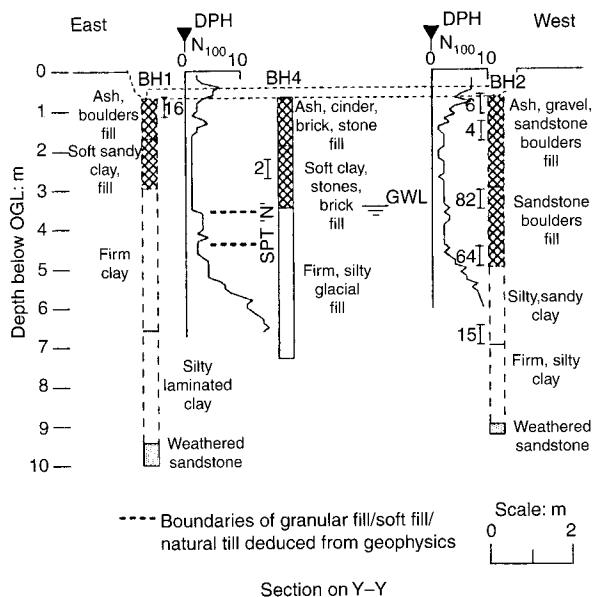 East
DPH
N100
0 10
BH1
BH4
DPH
N100
0 10
BH2
West
0
1
2
3
4
5
6
7
8
9
10
Depth below OGL: m
Ash,
boulders
fill
Soft sandy
clay,
fill
Firm
clay
16
2
SPT 'N'
Silty
laminated
clay
Weathered
sandstone
Ash, cinder,
brick, stone
fill
Soft clay,
stones,
brick
fill
GWL
Firm, silty
glacial
fill
6
4
82
64
15
Ash, gravel,
sandstone
boulders
fill
Sandstone
boulders
fill
Silty,sandy
clay
Firm, silty
clay
Weathered
sandstone
Boundaries of granular fill/soft fill/
natural till deduced from geophysics
Scale: m
0 2
Section on Y–Y